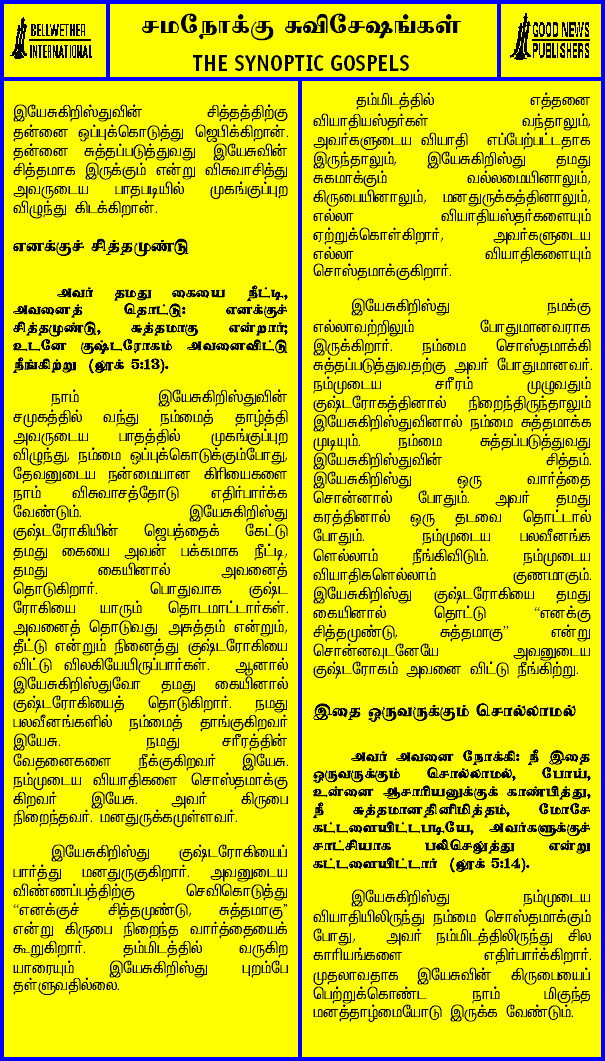 BELLWETHER
INTERNATIONAL
சமநோக்கு சுவிசேஷங்கள்
THE SYNOPTIC GOSPELS
GOOD NEWS
PUBLISHERS
இயேசுகிறிஸ்துவின் சித்தத்திற்கு
தன்னை ஒப்புக்கொடுத்து ஜெபிக்கிறான்.
தன்னை சுத்தப்படுத்துவது இயேசுவின்
சித்தமாக இருக்கும் என்று விசுவாசித்து
அவருடைய பாதபடியில் முகங்குப்புற
விழுந்து கிடக்கிறான்.
எனக்குச் சித்தமுண்டு
அவர் தமது கையை நீட்டி,
அவனைத் தொட்டு: எனக்குச்
சித்தமுண்டு, சுத்தமாகு என்றார்;
உடனே குஷ்டரோகம் அவனைவிட்டு
நீங்கிற்று (லூக் 5:13).
நாம் இயேசுகிறிஸ்துவின்
சமுகத்தில் வந்து நம்மைத் தாழ்த்தி
அவருடைய பாதத்தில் முகங்குப்புற
விழுந்து, நம்மை ஒப்புக்கொடுக்கும்போது,
தேவனுடைய நன்மையான கிரியைகளை
நாம் விசுவாசத்தோடு எதிர்பார்க்க
வேண்டும். இயேசுகிறிஸ்து
குஷ்டரோகியின் ஜெபத்தைக் கேட்டு
தமது கையை அவன் பக்கமாக நீட்டி,
தமது கையினால் அவனைத்
தொடுகிறார். பொதுவாக குஷ்ட
ரோகியை யாரும் தொடமாட்டார்கள்.
அவனைத் தொடுவது அசுத்தம் என்றும்,
தீட்டு என்றும் நினைத்து குஷ்டரோகியை
விட்டு விலகியேயிருப்பார்கள். ஆனால்
இயேசுகிறிஸ்துவோ தமது கையினால்
குஷ்டரோகியைத் தொடுகிறார். நமது
பலவீனங்களில் நம்மைத் தாங்குகிறவர்
இயேசு. நமது சரீரத்தின்
வேதனைகளை நீக்குகிறவர் இயேசு.
நம்முடைய வியாதிகளை சொஸ்தமாக்கு
கிறவர் இயேசு. அவர் கிருபை
நிறைந்தவர். மனதுருக்கமுள்ளவர்.
இயேசுகிறிஸ்து குஷ்டரோகியைப்
பார்த்து மனதுருகுகிறார். அவனுடைய
விண்ணப்பத்திற்கு செவிகொடுத்து
“எனக்குச் சித்தமுண்டு, சுத்தமாகு”
என்று கிருபை நிறைந்த வார்த்தையைக்
கூறுகிறார். தம்மிடத்தில் வருகிற
யாரையும் இயேசுகிறிஸ்து புறம்பே
தள்ளுவதில்லை.
தம்மிடத்தில் எத்தனை
வியாதியஸ்தர்கள் வந்தாலும்,
அவர்களுடைய வியாதி எப்பேற்பட்டதாக
இருந்தாலும், இயேசுகிறிஸ்து தமது
சுகமாக்கும் வல்லமையினாலும்,
கிருபையினாலும், மனதுருக்கத்தினாலும்,
எல்லா வியாதியஸ்தர்களையும்
ஏற்றுக்கொள்கிறார், அவர்களுடைய
எல்லா வியாதிகளையும்
சொஸ்தமாக்குகிறார்.
இயேசுகிறிஸ்து நமக்கு
எல்லாவற்றிலும் போதுமானவராக
இருக்கிறார். நம்மை சொஸ்தமாக்கி
சுத்தப்படுத்துவதற்கு அவர் போதுமானவர்.
நம்முடைய சரீரம் முழுவதும்
குஷ்டரோகத்தினால் நிறைந்திருந்தாலும்
இயேசுகிறிஸ்துவினால் நம்மை சுத்தமாக்க
முடியும். நம்மை சுத்தப்படுத்துவது
இயேசுகிறிஸ்துவின் சித்தம்.
இயேசுகிறிஸ்து ஒரு வார்த்தை
சொன்னால் போதும். அவர் தமது
கரத்தினால் ஒரு தடவை தொட்டால்
போதும். நம்முடைய பலவீனங்க
ளெல்லாம் நீங்கிவிடும். நம்முடைய
வியாதிகளெல்லாம் குணமாகும்.
இயேசுகிறிஸ்து குஷ்டரோகியை தமது
கையினால் தொட்டு “எனக்கு
சித்தமுண்டு, சுத்தமாகு” என்று
சொன்னவுடனேயே அவனுடைய
குஷ்டரோகம் அவனை விட்டு நீங்கிற்று.
இதை ஒருவருக்கும் சொல்லாமல்
அவர் அவனை நோக்கி: நீ இதை
ஒருவருக்கும் சொல்லாமல், போய்,
உன்னை ஆசாரியனுக்குக் காண்பித்து,
நீ சுத்தமானதினிமித்தம், மோசே
கட்டளையிட்டபடியே, அவர்களுக்குச்
சாட்சியாக பலிசெலுத்து என்று
கட்டளையிட்டார் (லூக் 5:14).
இயேசுகிறிஸ்து நம்முடைய
வியாதியிலிருந்து நம்மை சொஸ்தமாக்கும்
போது, அவர் நம்மிடத்திலிருந்து சில
காரியங்களை எதிர்பார்க்கிறார்.
முதலாவதாக இயேசுவின் கிருபையைப்
பெற்றுக்கொண்ட நாம் மிகுந்த
மனத்தாழ்மையோடு இருக்க வேண்டும்.